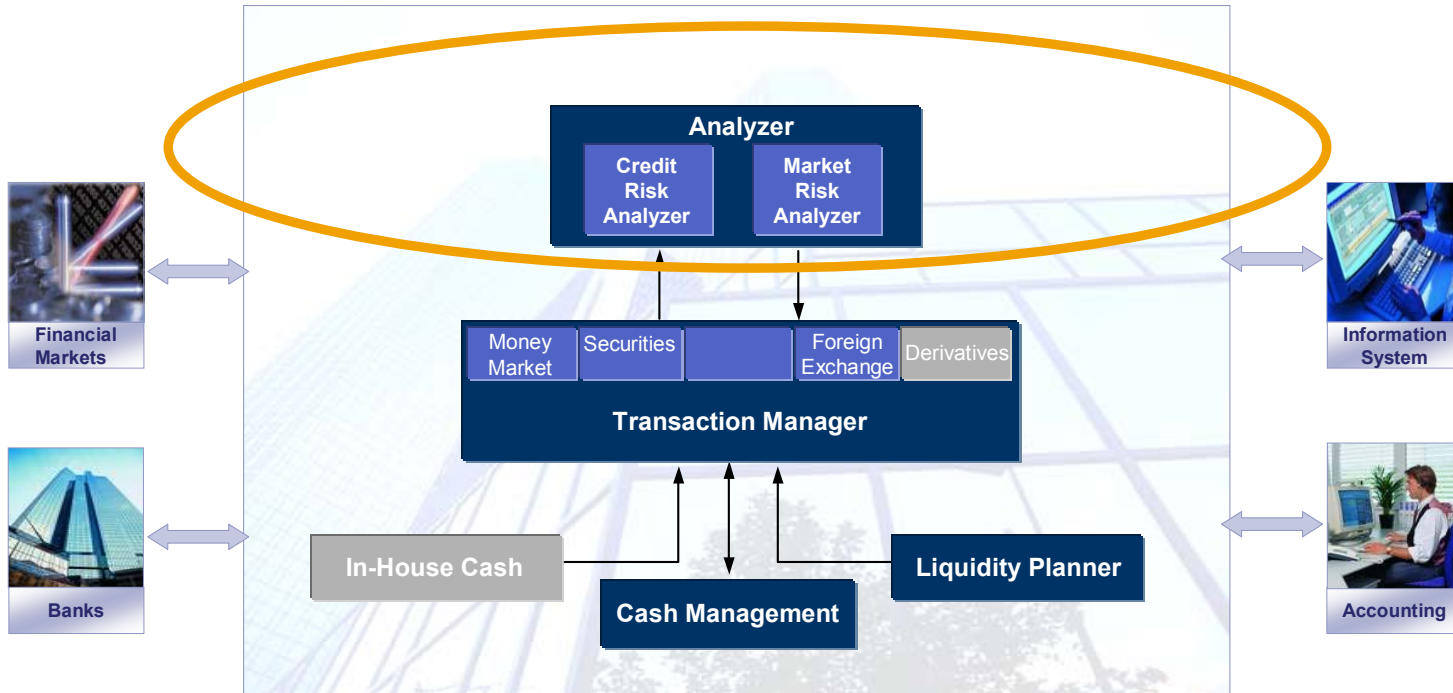 Analyzer
Credit
Risk
Analyzer
Market
Risk
Analyzer
Financial
Markets
Information
System
Money
Market
Securities
Foreign
Exchange
Derivatives
Transaction Manager
In-House Cash
Liquidity Planner
Cash Management
Banks
Accounting